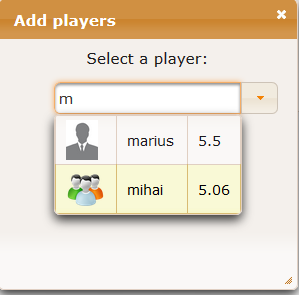 Add players
Select a player:
m
marius 5.5
mihai 5.06